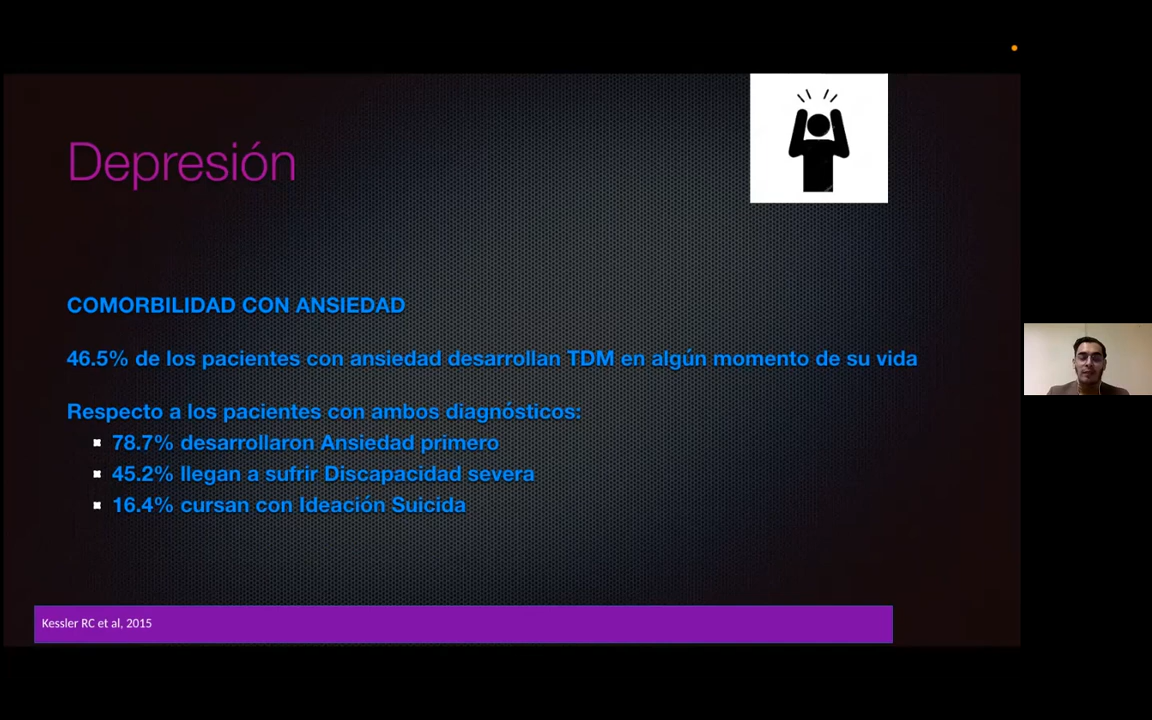 Depresión
COMORBILIDAD CON ANSIEDAD
46.5% de los pacientes con ansiedad desarrollan TDM en algún momento de su vida
Respecto a los pacientes con ambos diagnósticos:
78.7% desarrollaron Ansiedad primero
45.2% llegan a sufrir Discapacidad severa
16.4% cursan con Ideación Suicida
Kessler RC et al, 2015